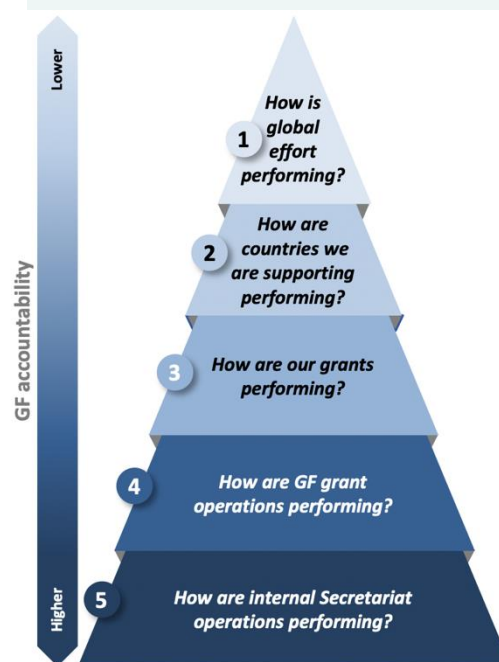 Lower
GF accountability
Higher
1
How is
global
effort
performing?
2
How are
countries we
are supporting
performing?
3
How are our grants
performing?
4
How are GF grant
operations performing?
5
How are internal Secretariat
operations performing?